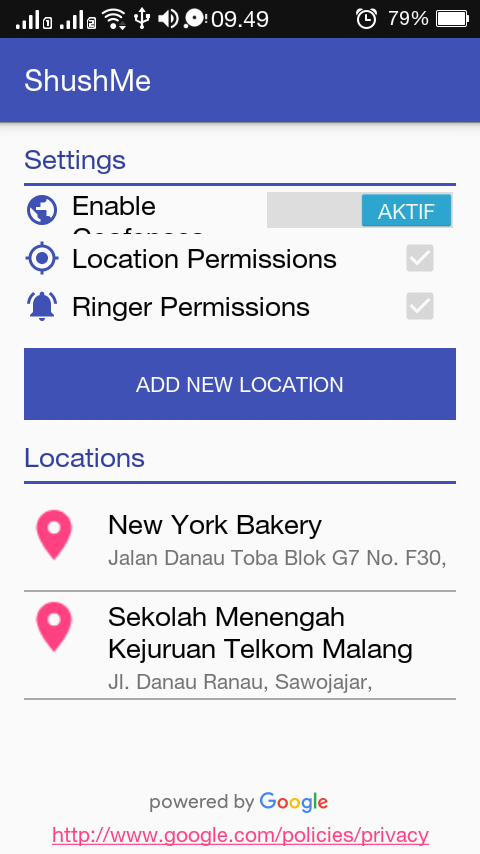 09.49 79%
ShushMe
Settings
Enable
AKTIF
Location Permissions
Ringer Permissions
ADD NEW LOCATION
Locations
New York Bakery
Jalan Danau Toba Blok G7 No. F30,
Sekolah Menengah
Kejuruan Telkom Malang
Jl. Danau Ranau, Sawojajar,
powered by Google
http://www.google.com/policies/privacy